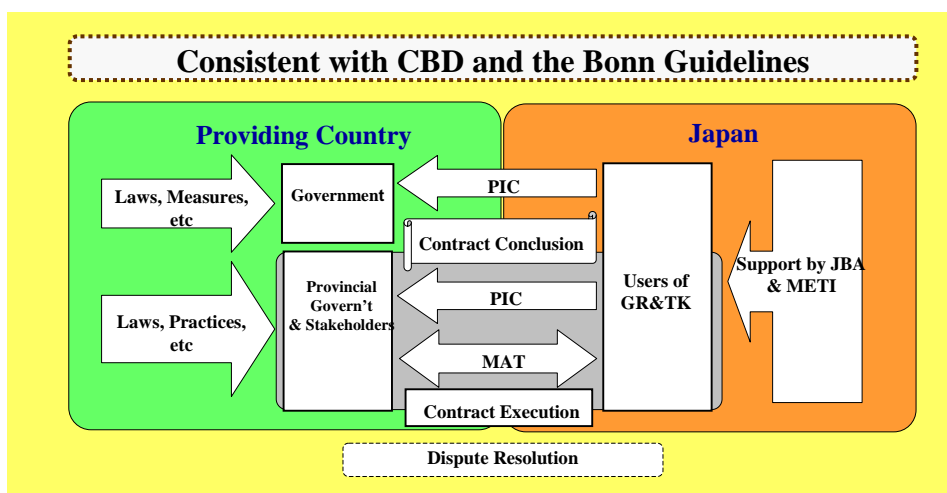 Consistent with CBD and the Bonn Guidelines
Providing Country
Japan
Laws, Measures,
etc
Government
PIC
Contract Conclusion
Laws, Practices,
etc
Provincial
Govern't
& Stakeholders
PIC
MAT
Contract Execution
Users of
GR&TK
Support by JBA
& METI
Dispute Resolution